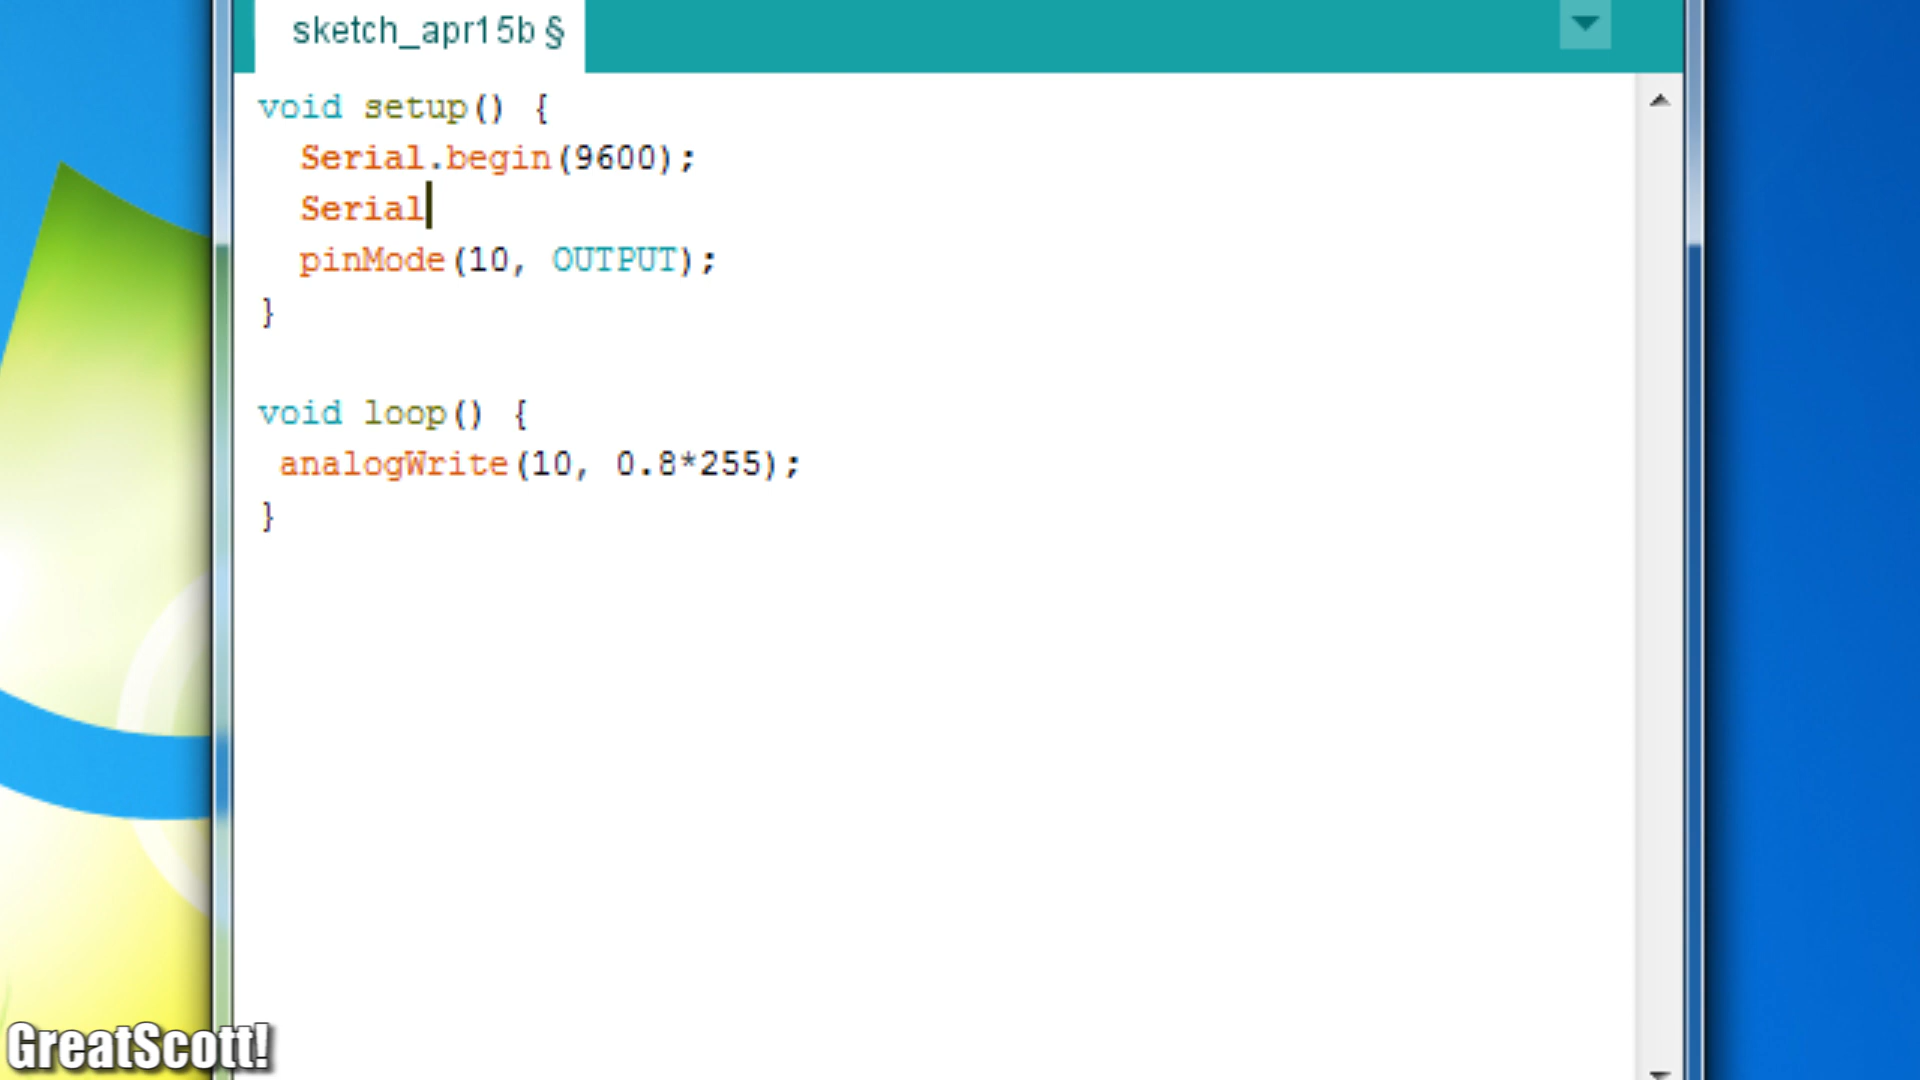 sketch_apr15b §
void setup() {
Serial.begin(9600);
Serial
pinMode(10, OUTPUT);
}
void loop() {
analogWrite(10, 0.8*255);
}
GreatScott!